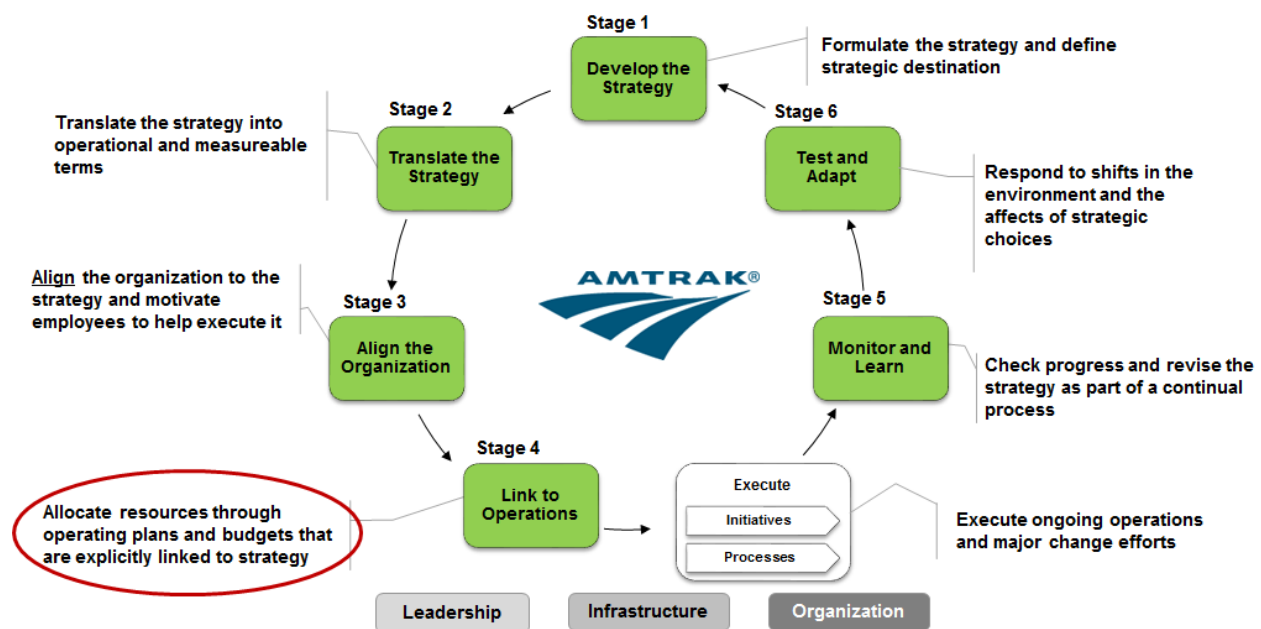 Stage 1
Develop the
Strategy
Formulate the strategy and define
strategic destination
Stage 2
Translate the
Strategy
Translate the strategy into
operational and measureable
terms
Stage 3
Align the
Organization
Align the organization to the
strategy and motivate
employees to help execute it
Stage 4
Link to
Operations
Allocate resources through
operating plans and budgets that
are explicitly linked to strategy
Execute
Initiatives
Processes
Execute ongoing operations
and major change efforts
Stage 5
Monitor and
Learn
Check progress and revise the
strategy as part of a continual
process
Stage 6
Test and
Adapt
Respond to shifts in the
environment and the
affects of strategic
choices
AMTRAK®
Leadership
Infrastructure
Organization